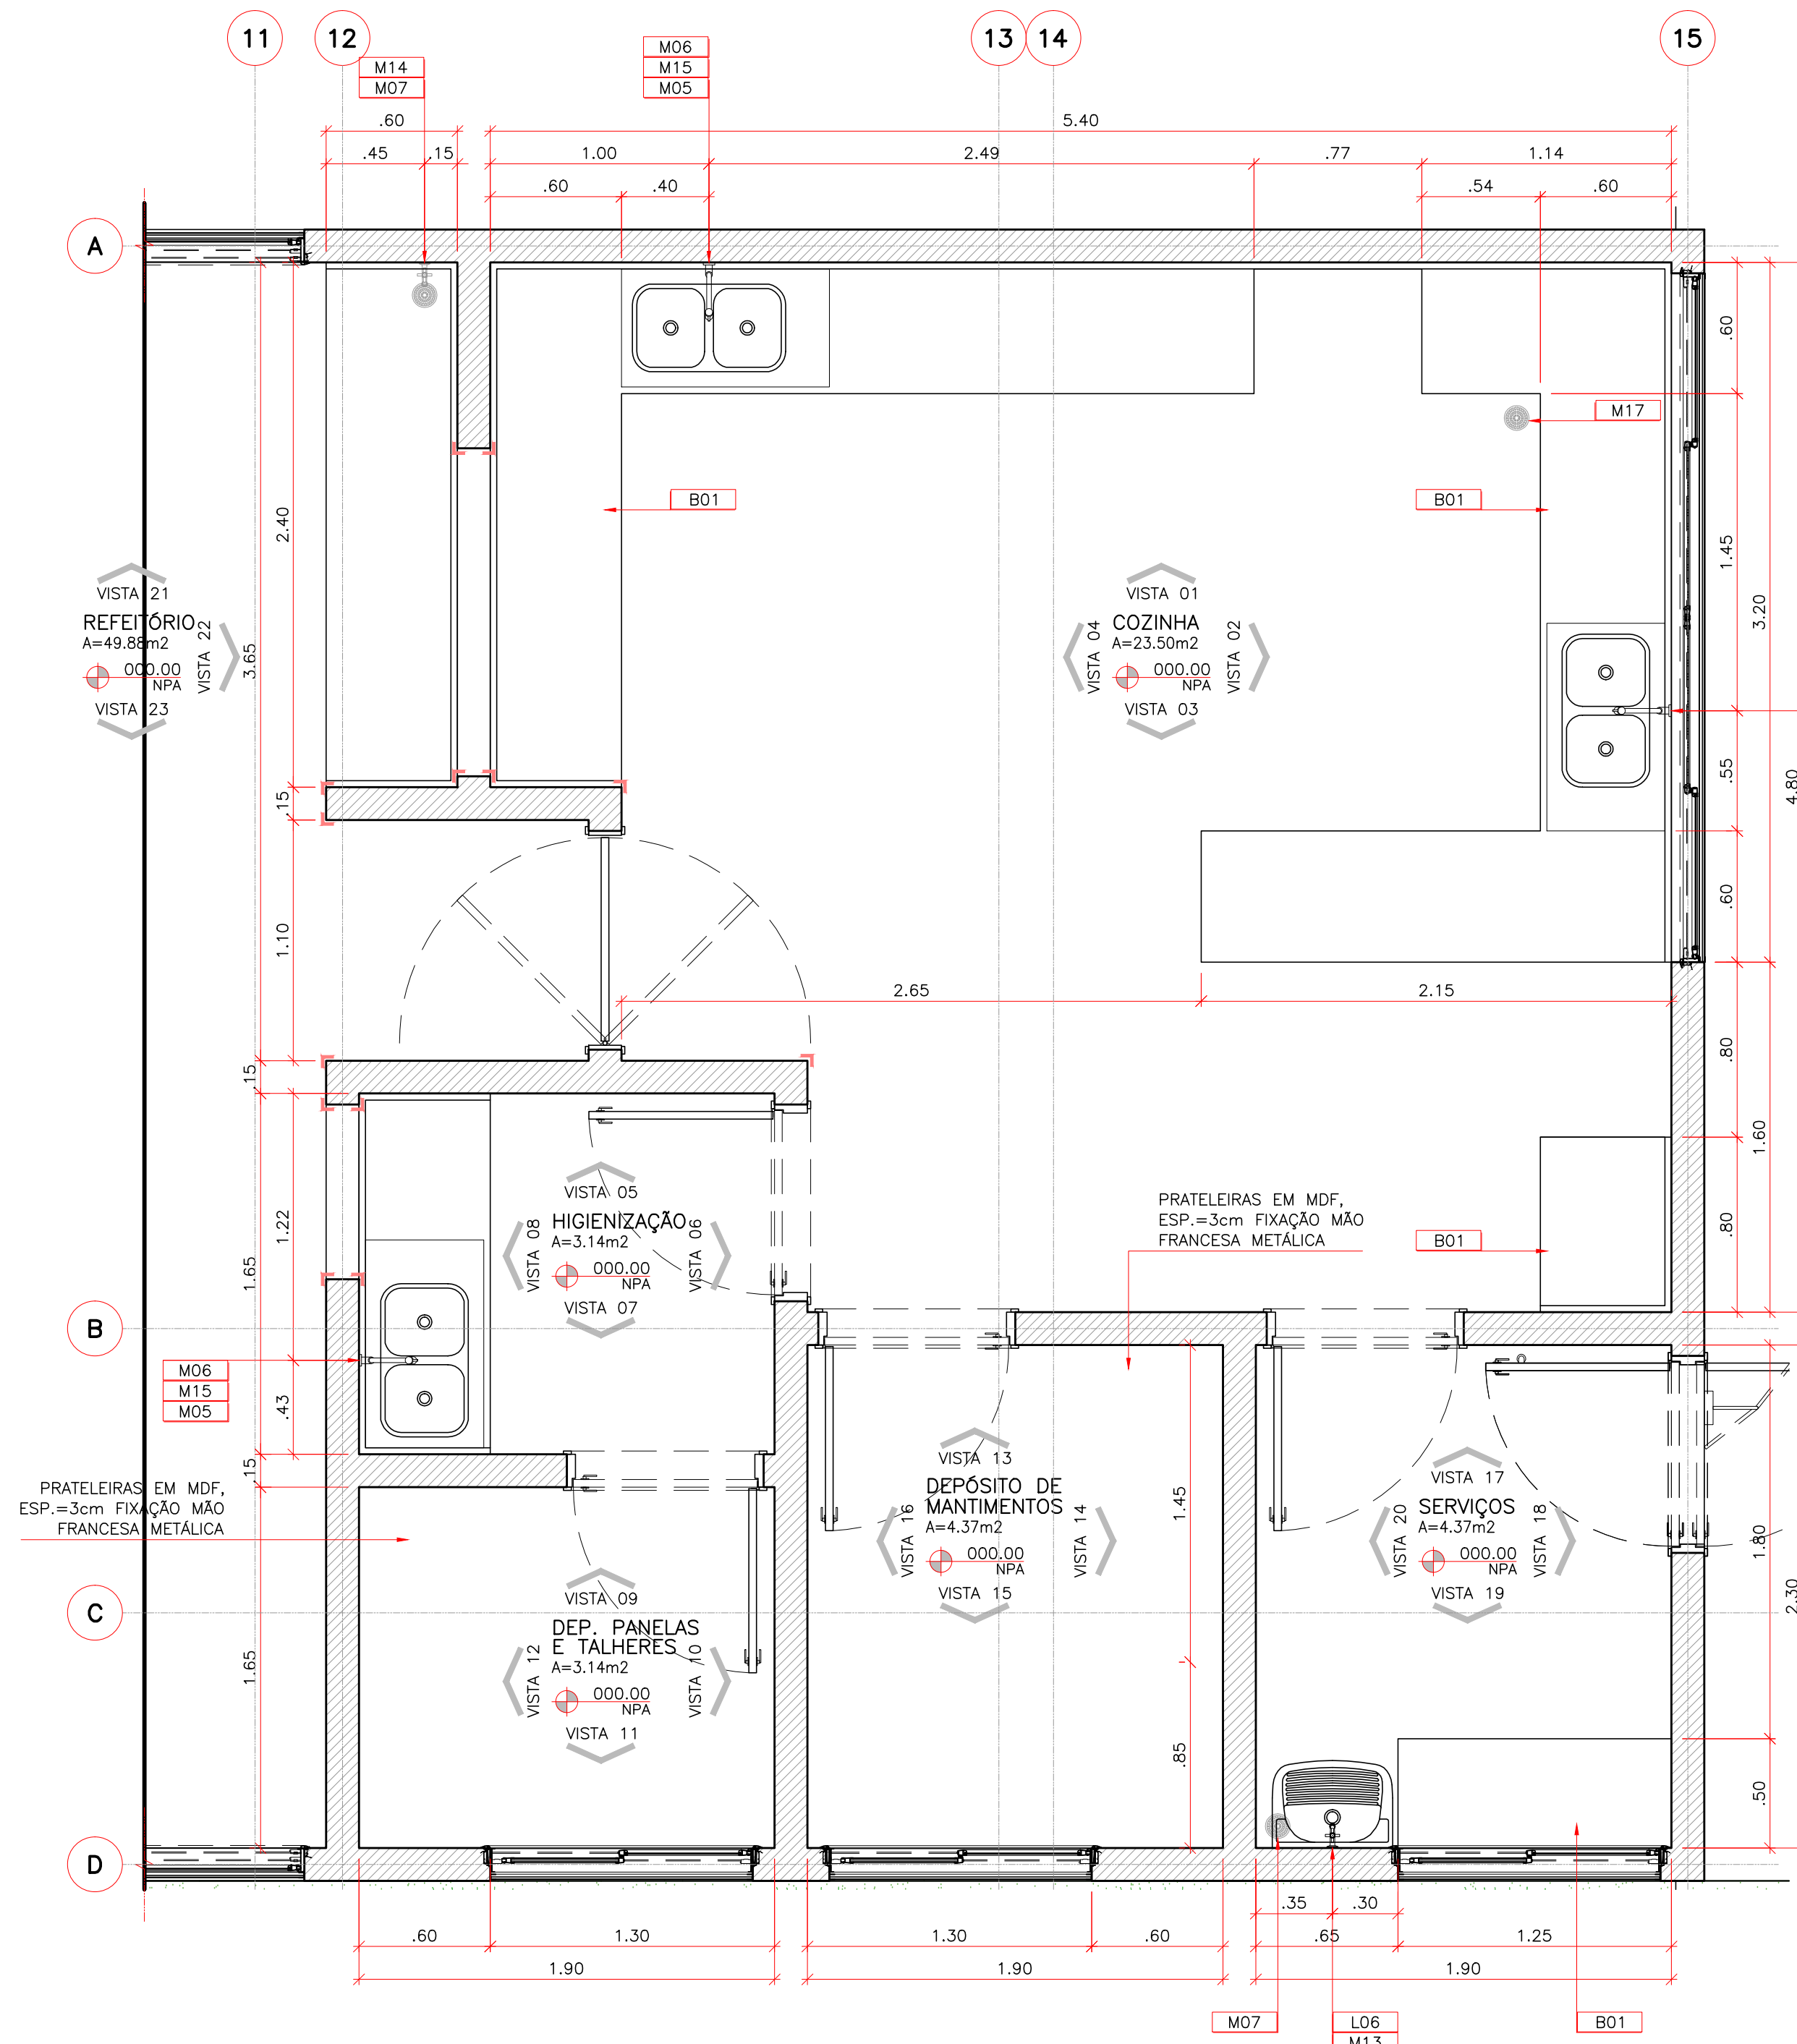 11
12
13
14
15
M14
M07
M06
M15
M05
.60
5.40
.45
.15
1.00
2.49
.77
1.14
.60
.40
.54
.60
A
.60
M17
B01
B01
2.40
1.45
3.20
VISTA 21
REFEITÓRIO
A=49.88m2
000.00
NPA
VISTA 22
VISTA 23
3.65
VISTA 01
COZINHA
A=23.50m2
000.00
NPA
VISTA 04
VISTA 02
VISTA 03
.55
4.80
.15
.60
1.10
2.65
2.15
.80
.15
1.60
1.22
1.65
VISTA 05
HIGIENIZAÇÃO
A=3.14m2
000.00
NPA
VISTA 08
VISTA 06
VISTA 07
PRATELEIRAS EM MDF,
ESP.=3cm FIXAÇÃO MÃO
FRANCESA METÁLICA
B01
.80
B
M06
M15
M05
.43
.15
PRATELEIRAS EM MDF,
ESP.=3cm FIXAÇÃO MÃO
FRANCESA METÁLICA
VISTA 13
DEPÓSITO DE
MANTIMENTOS
A=4.37m2
000.00
NPA
VISTA 16
VISTA 14
VISTA 15
1.45
VISTA 17
SERVIÇOS
A=4.37m2
000.00
NPA
VISTA 20
VISTA 18
VISTA 19
1.80
2.30
C
1.65
VISTA 09
DEP. PANELAS
E TALHERES
A=3.14m2
000.00
NPA
VISTA 12
VISTA 10
VISTA 11
.85
.50
D
.35
.30
.60
1.30
1.30
.60
.65
1.25
1.90
1.90
1.90
M07
L06
M13
B01